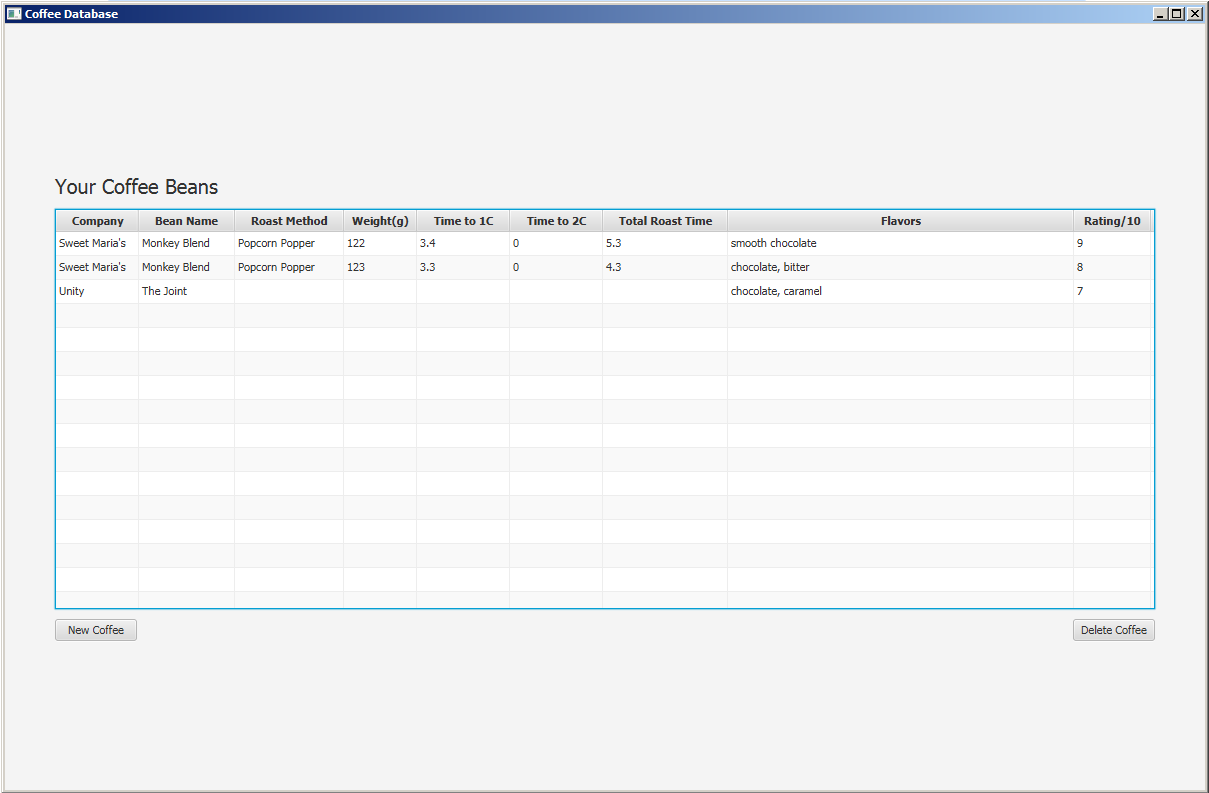 Coffee Database
Your Coffee Beans
Company Bean Name Roast Method Weight(g) Time to 1C Time to 2C Total Roast Time Flavors Rating/10
Sweet Maria's Monkey Blend Popcorn Popper 122 3.4 0 5.3 smooth chocolate 9
Sweet Maria's Monkey Blend Popcorn Popper 123 3.3 0 4.3 chocolate, bitter 8
Unity The Joint chocolate, caramel 7
New Coffee Delete Coffee